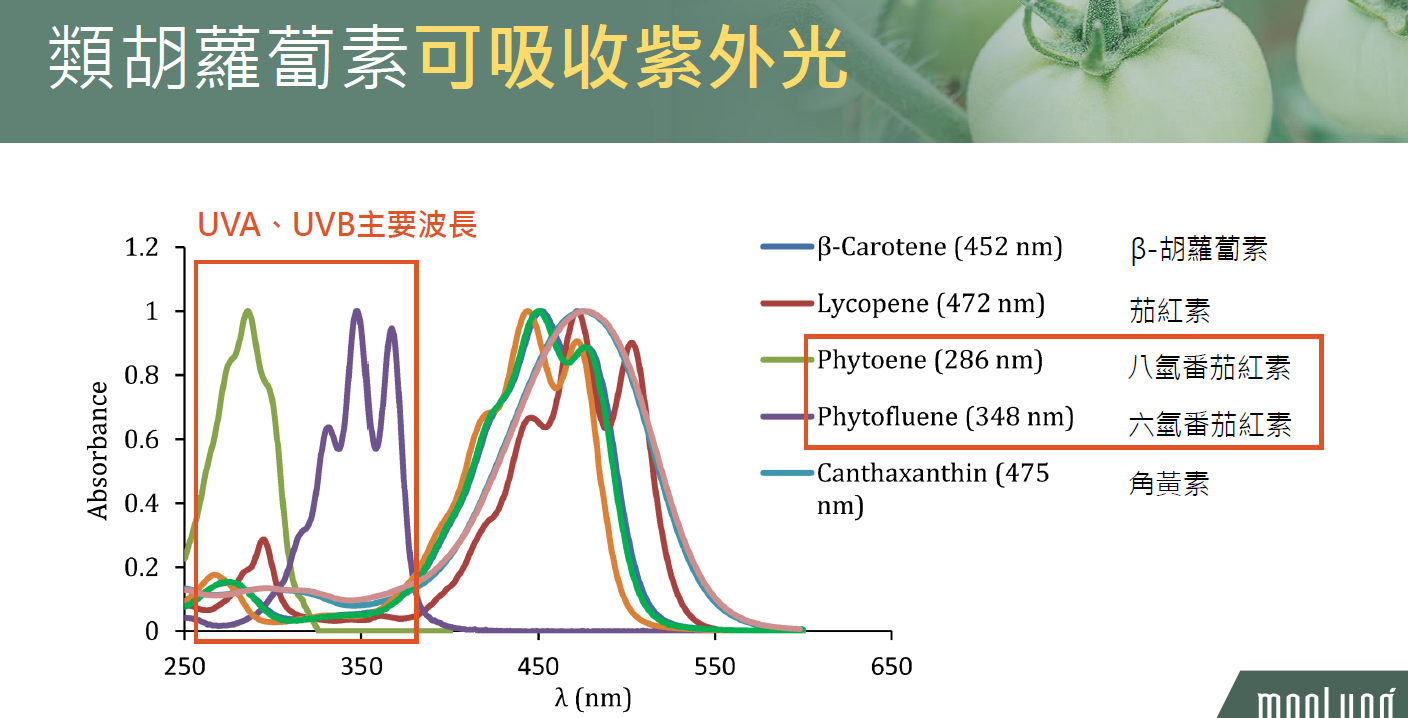 類胡蘿蔔素可吸收紫外光
UVA、UVB主要波長
1.2
1
0.8
0.6
0.4
0.2
0
Absorbance
250
350
450
550
650
λ (nm)
β-Carotene (452 nm) β-胡蘿蔔素
Lycopene (472 nm) 茄紅素
Phytoene (286 nm) 八氫番茄紅素
Phytofluene (348 nm) 六氫番茄紅素
Canthaxanthin (475 角黃素
nm)